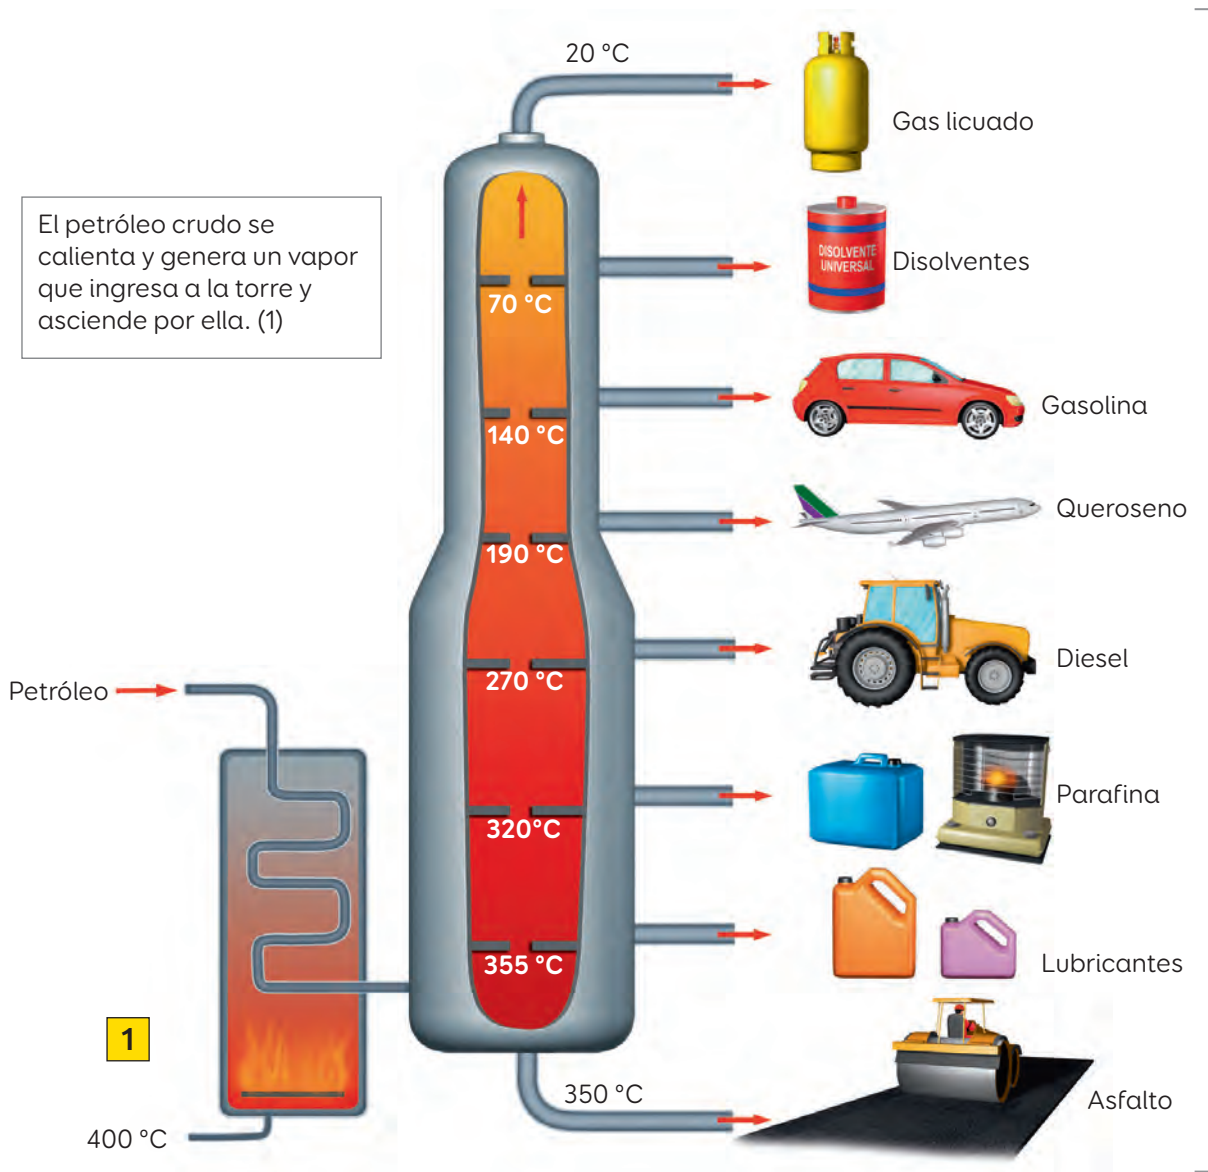 20 °C
Gas licuado
El petróleo crudo se
calienta y genera un vapor
que ingresa a la torre y
asciende por ella. (1)
DISOLVENTE
UNIVERSAL
Disolventes
70 °C
Gasolina
140 °C
Queroseno
190 °C
Diesel
270 °C
Petróleo
Parafina
320°C
355 °C
Lubricantes
1
350 °C
Asfalto
400 °C